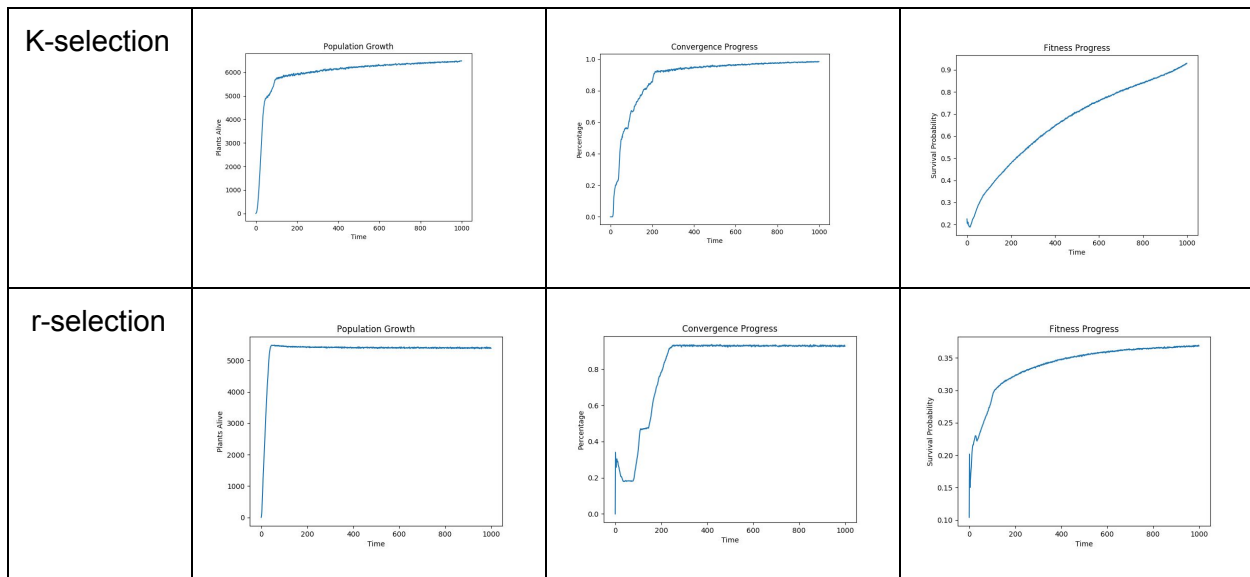 K-selection
Population Growth
Plants Alive
6000
5000
4000
3000
2000
1000
0
0 200 400 600 800 1000
Time
Convergence Progress
Percentage
1.0
0.8
0.6
0.4
0.2
0.0
0 200 400 600 800 1000
Time
Fitness Progress
Survival Probability
0.9
0.8
0.7
0.6
0.5
0.4
0.3
0.2
0 200 400 600 800 1000
Time
r-selection
Population Growth
Plants Alive
5000
4000
3000
2000
1000
0
0 200 400 600 800 1000
Time
Convergence Progress
Percentage
0.8
0.6
0.4
0.2
0.0
0 200 400 600 800 1000
Time
Fitness Progress
Survival Probability
0.35
0.30
0.25
0.20
0.15
0.10
0 200 400 600 800 1000
Time